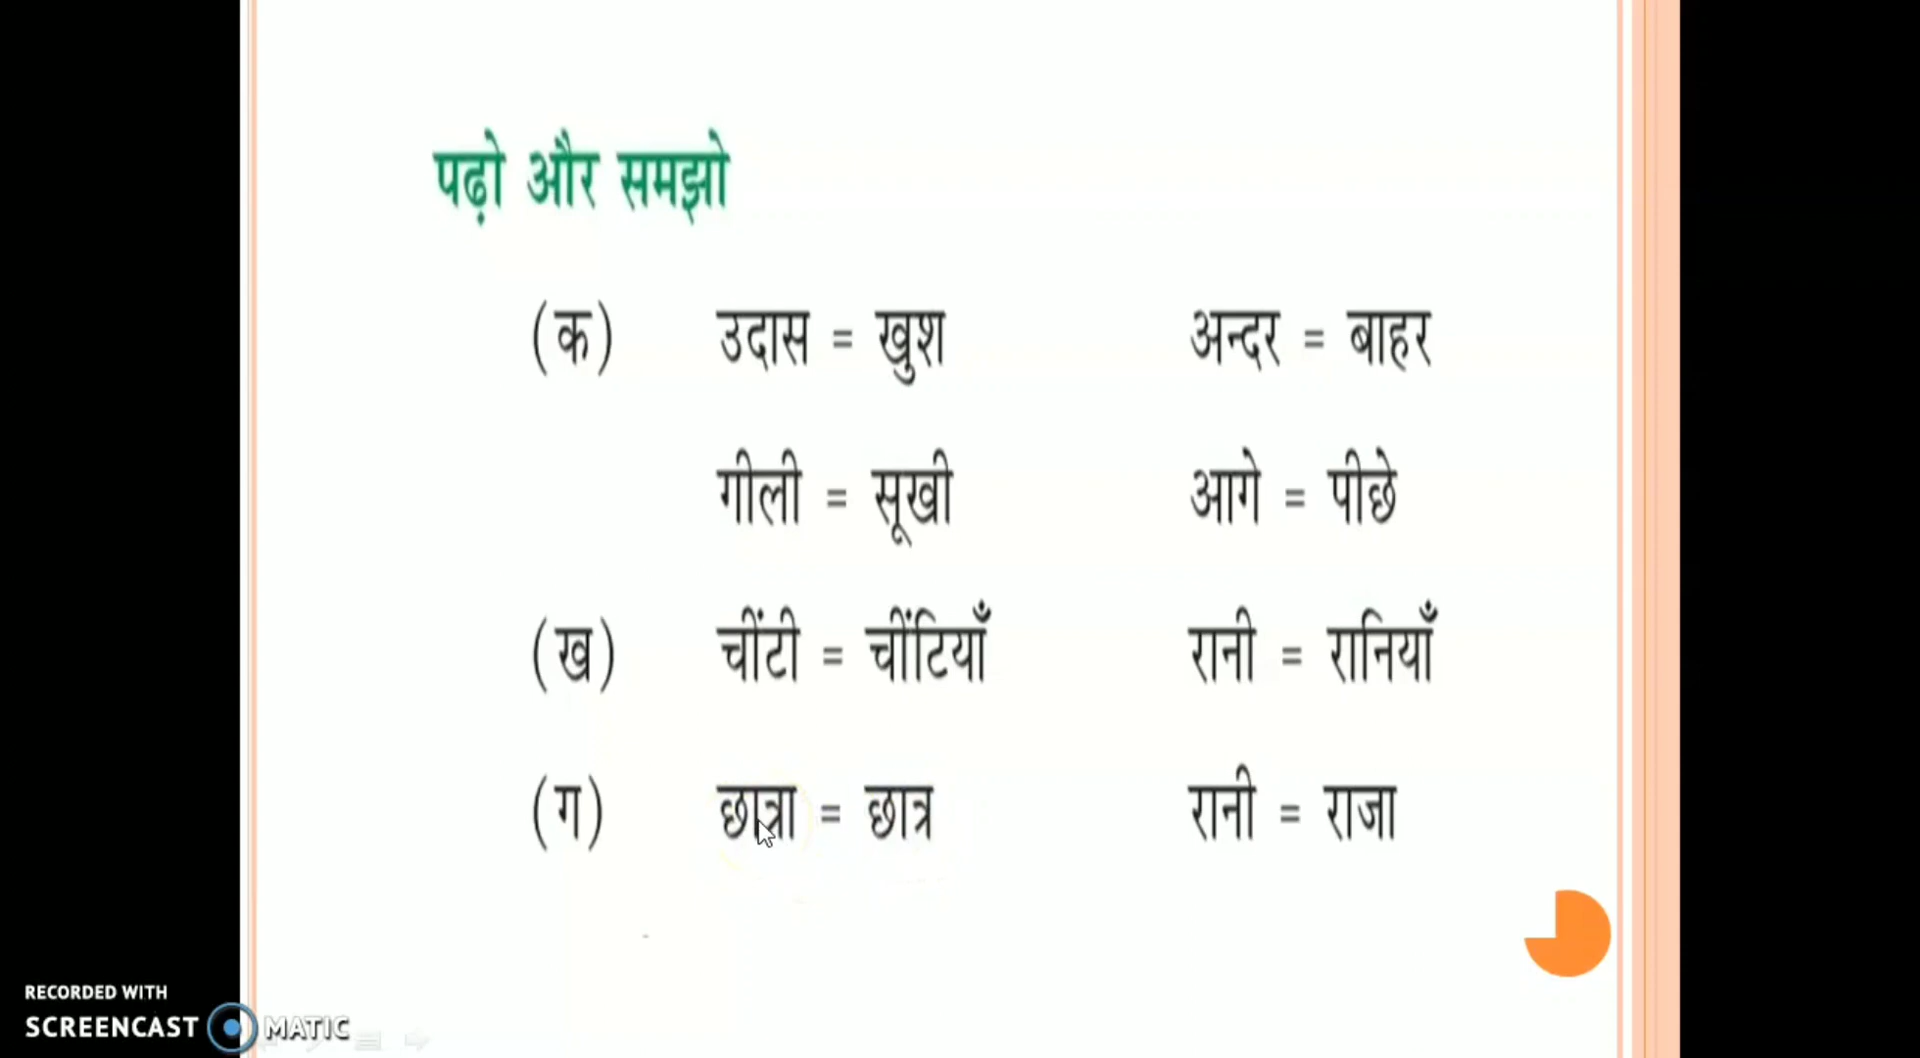 पढ़ो और समझो
(क) उदास = खुश अन्दर = बाहर
गीली = सूखी आगे = पीछे
(ख) चींटी = चींटियाँ रानी = रानियाँ
(ग) छात्रा = छात्र रानी = राजा
RECORDED WITH
SCREENCAST MATIC